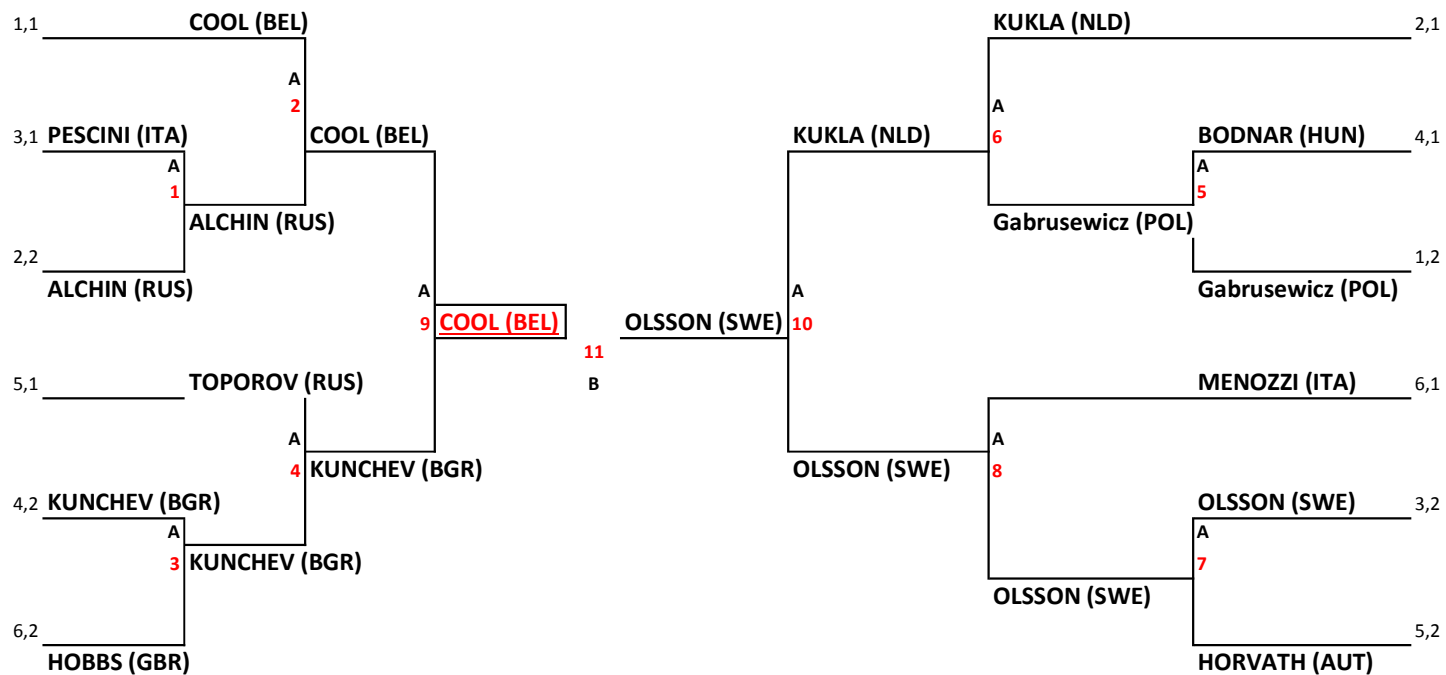 1,1 COOL (BEL) KUKLA (NLD) 2,1
A
2
A
6
3,1 PESCINI (ITA) COOL (BEL) KUKLA (NLD) BODNAR (HUN) 4,1
A
1
A
5
ALCHIN (RUS) Gabrusewicz (POL)
2,2 1,2
ALCHIN (RUS) Gabrusewicz (POL)
A A
9 COOL (BEL) OLSSON (SWE) 10
11
B
5,1 TOPOROV (RUS) MENOZZI (ITA) 6,1
A A
4 KUNCHEV (BGR) OLSSON (SWE) 8
4,2 KUNCHEV (BGR) OLSSON (SWE) 3,2
A A
3 KUNCHEV (BGR) 7
OLSSON (SWE)
6,2 5,2
HOBBS (GBR) HORVATH (AUT)